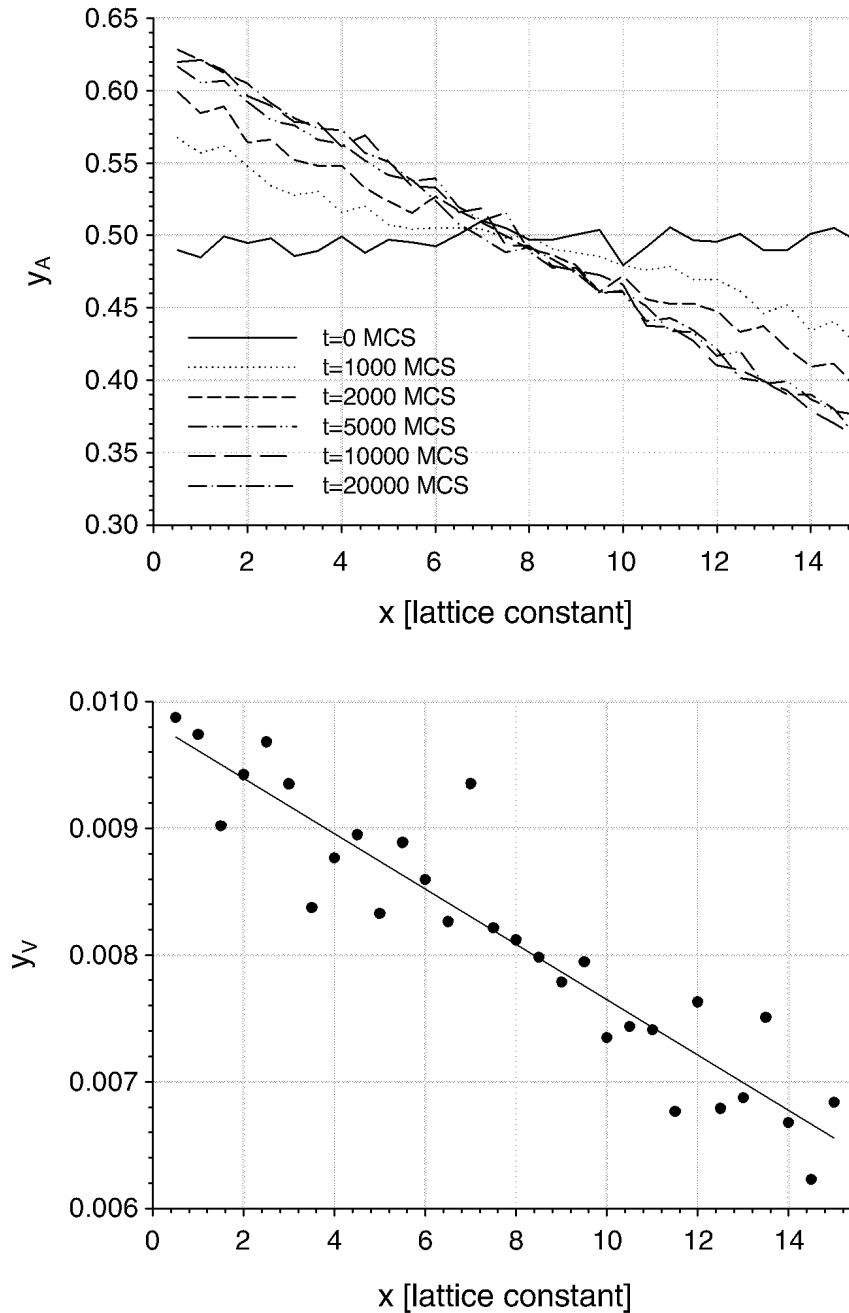 0.65
0.60
0.55
0.50
0.45
0.40
0.35
0.30
y_A
t=0 MCS
t=1000 MCS
t=2000 MCS
t=5000 MCS
t=10000 MCS
t=20000 MCS
0 2 4 6 8 10 12 14
x [lattice constant]
0.010
0.009
0.008
0.007
0.006
y_V
0 2 4 6 8 10 12 14
x [lattice constant]